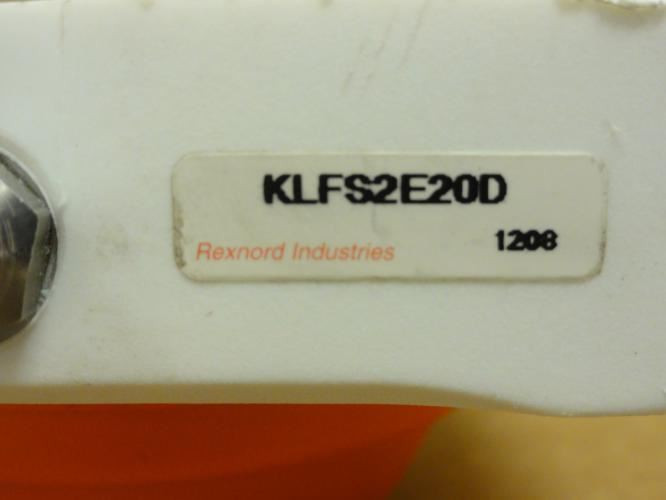 KLFS2E20D
Rexnord Industries
1208